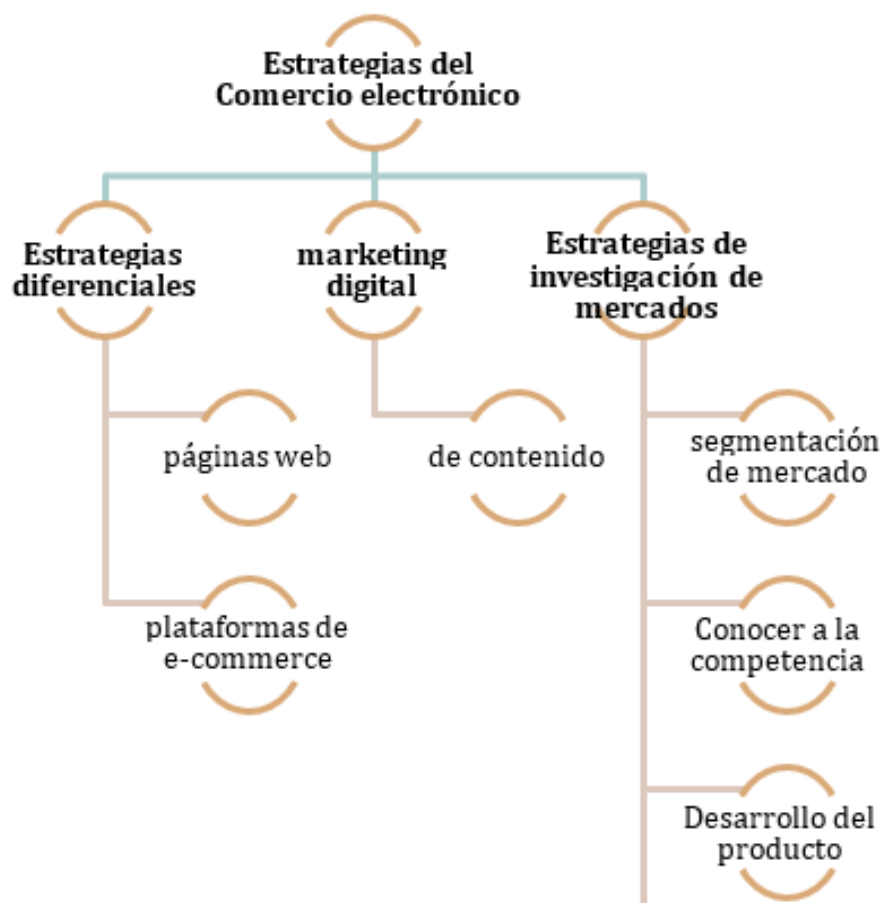 Estrategias del
Comercio electrónico
Estrategias
diferenciales
marketing
digital
Estrategias de
investigación de
mercados
páginas web
de contenido
segmentación
de mercado
plataformas de
e-commerce
Conocer a la
competencia
Desarrollo del
producto